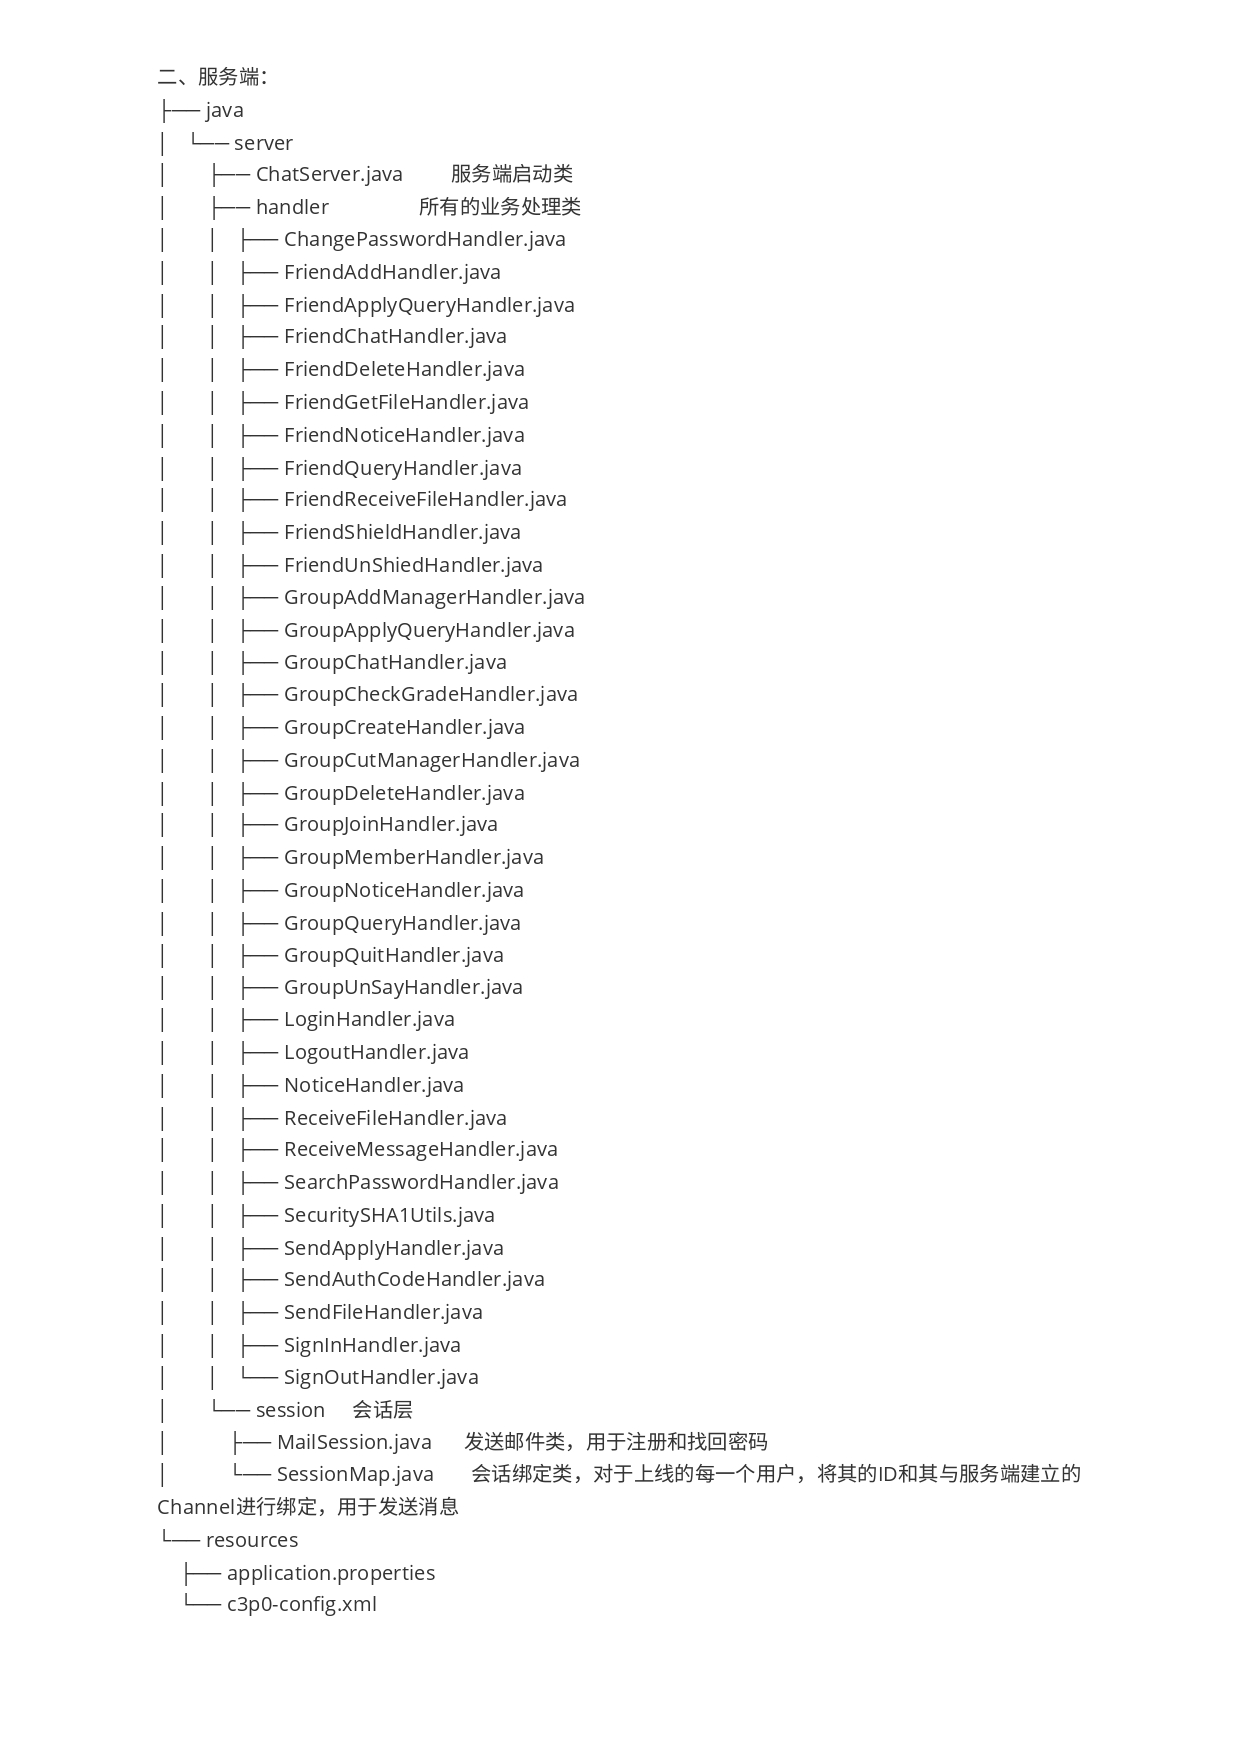 二、服务端：
├── java
│   └── server
│       ├── ChatServer.java         服务端启动类
│       ├── handler                 所有的业务处理类
│       │   ├── ChangePasswordHandler.java
│       │   ├── FriendAddHandler.java
│       │   ├── FriendApplyQueryHandler.java
│       │   ├── FriendChatHandler.java
│       │   ├── FriendDeleteHandler.java
│       │   ├── FriendGetFileHandler.java
│       │   ├── FriendNoticeHandler.java
│       │   ├── FriendQueryHandler.java
│       │   ├── FriendReceiveFileHandler.java
│       │   ├── FriendShieldHandler.java
│       │   ├── FriendUnShiedHandler.java
│       │   ├── GroupAddManagerHandler.java
│       │   ├── GroupApplyQueryHandler.java
│       │   ├── GroupChatHandler.java
│       │   ├── GroupCheckGradeHandler.java
│       │   ├── GroupCreateHandler.java
│       │   ├── GroupCutManagerHandler.java
│       │   ├── GroupDeleteHandler.java
│       │   ├── GroupJoinHandler.java
│       │   ├── GroupMemberHandler.java
│       │   ├── GroupNoticeHandler.java
│       │   ├── GroupQueryHandler.java
│       │   ├── GroupQuitHandler.java
│       │   ├── GroupUnSayHandler.java
│       │   ├── LoginHandler.java
│       │   ├── LogoutHandler.java
│       │   ├── NoticeHandler.java
│       │   ├── ReceiveFileHandler.java
│       │   ├── ReceiveMessageHandler.java
│       │   ├── SearchPasswordHandler.java
│       │   ├── SecuritySHA1Utils.java
│       │   ├── SendApplyHandler.java
│       │   ├── SendAuthCodeHandler.java
│       │   ├── SendFileHandler.java
│       │   ├── SignInHandler.java
│       │   └── SignOutHandler.java
│       └── session     会话层
│           ├── MailSession.java      发送邮件类，用于注册和找回密码
│           └── SessionMap.java       会话绑定类，对于上线的每一个用户，将其的ID和其与服务端建立的
Channel进行绑定，用于发送消息
└── resources
    ├── application.properties
    └── c3p0-config.xml